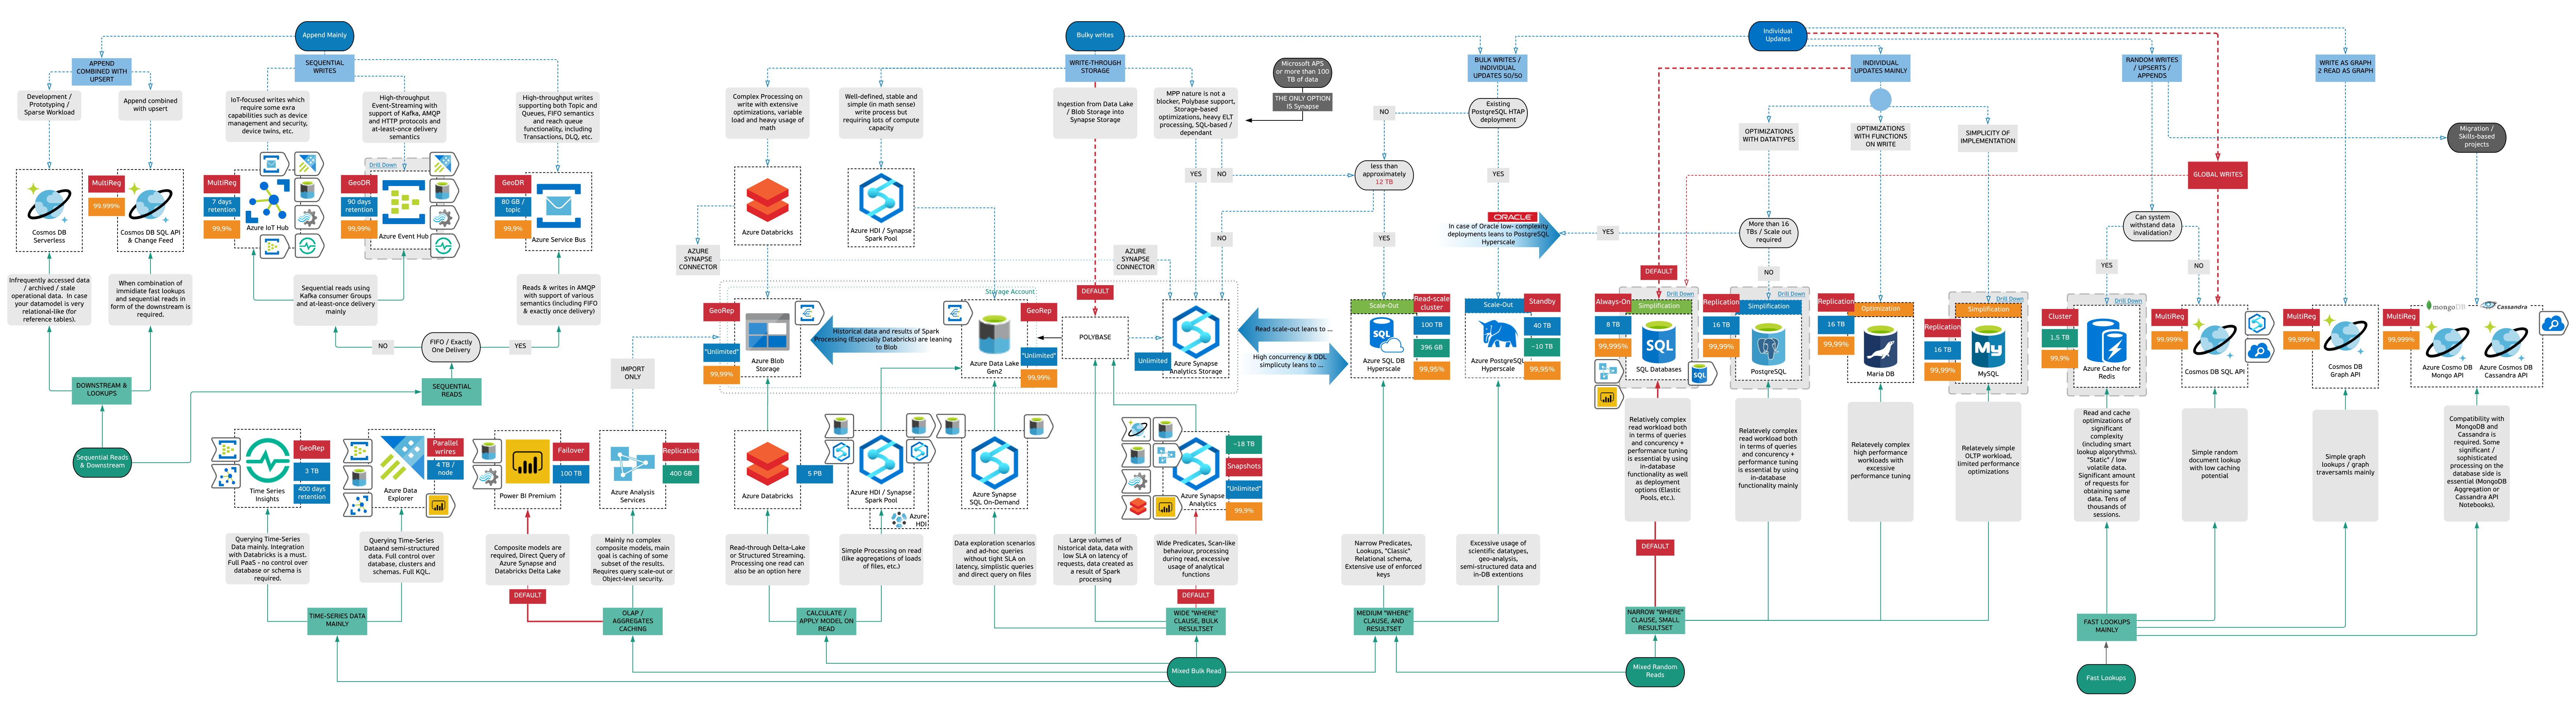 Append Mainly
Bulky writes
Individual
Updates
APPEND
COMBINED WITH
UPSERT
SEQUENTIAL
WRITES
WRITE-THROUGH
STORAGE
Microsoft APS
or more than 100
TB of data
THE ONLY OPTION
IS Synapse
BULK WRITES /
INDIVIDUAL
UPDATES 50/50
INDIVIDUAL
UPDATES MAINLY
RANDOM WRITES
/ UPSERTS /
APPENDS
WRITE AS GRAPH
2 READ AS GRAPH
Development /
Prototyping /
Sparse Workload
Append combined
with upsert
IoT-focused writes which
require some exra
capabilities such as device
management and security,
device twins, etc.
High-throughput
Event-Streaming with
support of Kafka, AMQP
and HTTP protocols and
at-least-once delivery
semantics
High-throughput writes
supporting both Topic and
Queues, FIFO semantics
and reach queue
functionality, including
Transactions, DLQ, etc.
Complex Processing on
write with extensive
optimizations, variable
load and heavy usage of
math
Well-defined, stable and
simple (in math sense)
write process but
requiring lots of compute
capacity
Ingestion from Data Lake
/ Blob Storage into
Synapse Storage
MPP nature is not a
blocker, Polybase support,
Storage-based
optimizations, heavy ELT
processing, SQL-based /
dependant
NO
Existing
PostgreSQL HTAP
deployment
OPTIMIZATIONS
WITH DATATYPES
OPTIMIZATIONS
WITH FUNCTIONS
ON WRITE
SIMPLICITY OF
IMPLEMENTATION
Migration /
Skills-based
projects
less than
approximately
12 TB
YES
NO
YES
GLOBAL WRITES
MultiReg
99.999%
Cosmos DB
Serverless
Cosmos DB SQL API
& Change Feed
MultiReg
7 days
retention
99,9%
Azure IoT Hub
Drill Down
GeoDR
90 days
retention
99,99%
Azure Event Hub
GeoDR
80 GB /
topic
99,9%
Azure Service Bus
Azure Databricks
Azure HDI / Synapse
Spark Pool
NO
YES
ORACLE
In case of Oracle low- complexity
deployments leans to PostgreSQL
Hyperscale
YES
More than 16
TBs / Scale out
required
Can system
withstand data
invalidation?
AZURE
SYNAPSE
CONNECTOR
AZURE
SYNAPSE
CONNECTOR
DEFAULT
NO
YES
NO
Infrequently accessed data
/ archived / stale
operational data. In case
your datamodel is very
relational-like (for
reference tables).
When combination of
immidiate fast lookups
and sequential reads in
form of the downstream is
required.
Sequential reads using
Kafka consumer Groups
and at-least-once delivery
mainly
Reads & writes in AMQP
with support of various
semantics (including FIFO
& exactly once delivery)
NO
FIFO / Exactly
One Delivery
YES
Storage Account
DEFAULT
GeoRep
"Unlimited"
99,99%
Azure Blob
Storage
Historical data and results of Spark
Processing (Especially Databricks) are leaning
to Blob
GeoRep
"Unlimited"
99,99%
Azure Data Lake
Gen2
POLYBASE
Unlimited
Azure Synapse
Analytics Storage
Read scale-out leans to ...
High concurrency & DDL
simplicuty leans to ...
Scale-Out
Read-scale
cluster
100 TB
396 GB
99,95%
Azure SQL DB
Hyperscale
Scale-Out
Standby
40 TB
~10 TB
99,95%
Azure PostgreSQL
Hyperscale
Drill Down
Always-On
Simplification
8 TB
99,995%
SQL Databases
Drill Down
Replication
Simplification
16 TB
99,99%
PostgreSQL
Replication
Optimization
16 TB
99,99%
Maria DB
Drill Down
Simplification
Replication
16 TB
99,99%
MySQL
Drill Down
Cluster
1.5 TB
99,9%
Azure Cache for
Redis
MultiReg
99,999%
Cosmos DB SQL API
MultiReg
99,999%
Cosmos DB
Graph API
MultiReg
99,999%
mongoDB
Cassandra
Azure Cosmo DB
Mongo API
Azure Cosmos DB
Cassandra API
DOWNSTREAM &
LOOKUPS
SEQUENTIAL
READS
IMPORT
ONLY
Sequential Reads
& Downstream
GeoRep
3 TB
400 days
retention
Time Series
Insights
Parallel
wires
4 TB /
node
Azure Data
Explorer
Failover
100 TB
Power BI Premium
Replication
400 GB
Azure Analysis
Services
5 PB
Azure Databricks
Azure HDI / Synapse
Spark Pool
Azure
HDI
Azure Synapse
SQL On-Demand
~18 TB
Snapshots
"Unlimited"
99,9%
Azure Synapse
Analytics
Relatively complex
read workload both
in terms of queries
and concurency +
performance tuning
is essential by using
in-database
functionality as well
as deployment
options (Elastic
Pools, etc.).
Relatively complex
read workload both
in terms of queries
and concurency +
performance tuning
is essential by using
in-database
functionality mainly
Relatevely complex
high performance
workloads with
excessive
performance tuning
Relatively simple
OLTP workload,
limited performance
optimizations
Read and cache
optimizations of
significant
complexity
(including smart
lookup algorythms).
"Static" / low
volatile data.
Significant amount
of requests for
obtaining same
data. Tens of
thousands of
sessions.
Simple random
document lookup
with low caching
potential
Simple graph
lookups / graph
traversamls mainly
Compatibility with
MongoDB and
Cassandra is
required. Some
significant /
sophisticated
processing on the
database side is
essential (MongoDB
Aggregation or
Cassandra API
Notebooks).
Querying Time-Series
Data mainly. Integration
with Databricks is a must.
Full PaaS - no control over
database or schema is
required.
Querying Time-Series
Dataand semi-structured
data. Full control over
database, clusters and
schemas. Full KQL.
Composite models are
required, Direct Query of
Azure Synapse and
Databricks Delta Lake
Mainly no complex
composite models, main
goal is caching of some
subset of the results.
Requires query scale-out or
Object-level security.
Read-through Delta-Lake
or Structured Streaming.
Processing one read can
also be an option here
Simple Processing on read
(like aggregations of loads
of files, etc.)
Data exploration scenarios
and ad-hoc queries
without tight SLA on
latency, simplistic queries
and direct query on files
Large volumes of
historical data, data with
low SLA on latency of
requests, data created as
a result of Spark
processing
Wide Predicates, Scan-like
behaviour, processing
during read, excessive
usage of analytical
functions
Narrow Predicates,
Lookups, "Classic"
Relational schema,
Extensive use of enforced
keys
Excessive usage of
scientific datatypes,
geo-analysis,
semi-structured data and
in-DB extentions
DEFAULT
DEFAULT
DEFAULT
TIME-SERIES DATA
MAINLY
OLAP /
AGGREGATES
CACHING
CALCULATE /
APPLY MODEL ON
READ
WIDE "WHERE"
CLAUSE, BULK
RESULTSET
MEDIUM "WHERE"
CLAUSE, AND
RESULTSET
NARROW "WHERE"
CLAUSE, SMALL
RESULTSET
FAST LOOKUPS
MAINLY
Mixed Bulk Read
Mixed Random
Reads
Fast Lookups